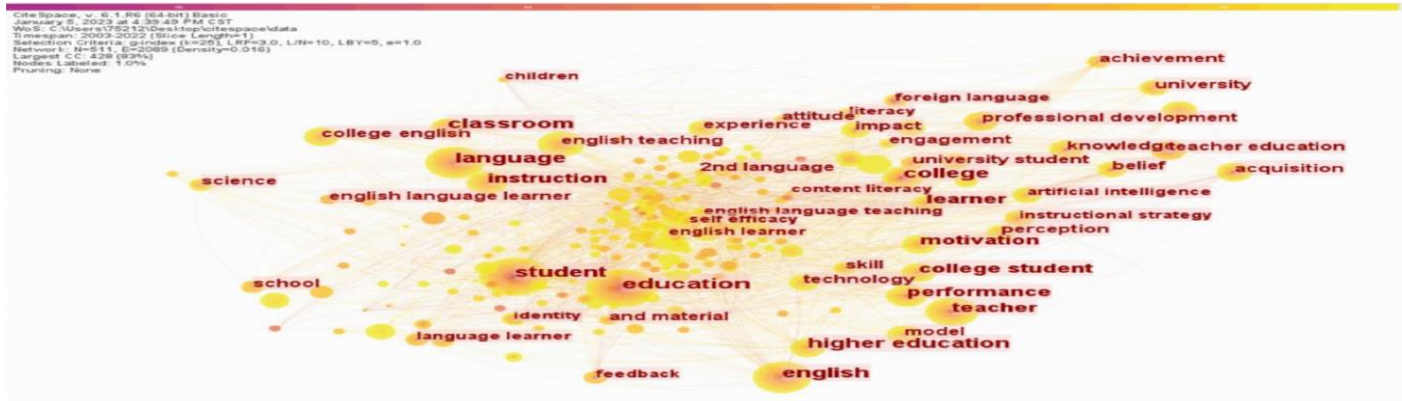 CiteSpace, v. 6.1.R6 (64-bit) Basic
January 5, 2023 at 4:39:49 PM CST
WoS: C:\Users\75212\Desktop\citespace\data
Timespan: 2003-2022 (Slice Length=1)
Selection Criteria: g-index (k=25), LRF=3.0, L/N=10, LBY=5, e=1.0
Network: N=511, E=2089 (Density=0.016)
Largest CC: 428 (83%)
Nodes Labeled: 1.0%
Pruning: None
achievement
children
university
foreign language
attitude
literacy
professional development
classroom
experience
impact
college english
english teaching
engagement
knowledge
teacher education
language
university student
2nd language
belief
acquisition
college
science
instruction
content literacy
artificial intelligence
english language learner
learner
english language teaching
instructional strategy
self efficacy
perception
english learner
motivation
skill
college student
student
technology
school
education
performance
teacher
identity
and material
model
language learner
higher education
feedback
english